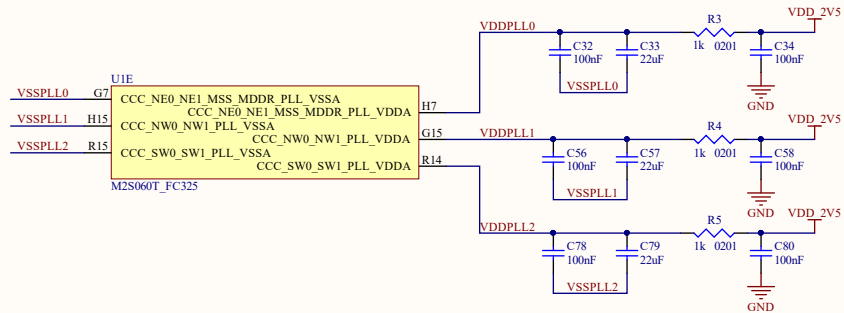 VDD_2V5
VDDPLL0
R3
1k 0201
C32
100nF
C33
22uF
C34
100nF
VSSPLL0
GND
U1E
VSSPLL0 G7 CCC_NE0_NE1_MSS_MDDR_PLL_VSSA
CCC_NE0_NE1_MSS_MDDR_PLL_VDDA H7
VSSPLL1 H15 CCC_NW0_NW1_PLL_VSSA
CCC_NW0_NW1_PLL_VDDA G15
VSSPLL2 R15 CCC_SW0_SW1_PLL_VSSA
CCC_SW0_SW1_PLL_VDDA R14
M2S060T_FC325
VDD_2V5
VDDPLL1
R4
1k 0201
C56
100nF
C57
22uF
C58
100nF
VSSPLL1
GND
VDD_2V5
VDDPLL2
R5
1k 0201
C78
100nF
C79
22uF
C80
100nF
VSSPLL2
GND